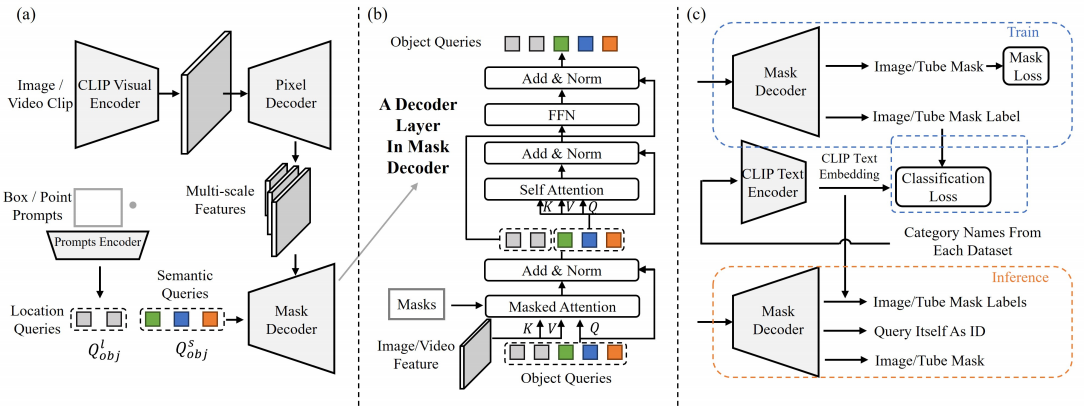 (a)
Image /
Video Clip
CLIP Visual
Encoder
Pixel
Decoder
Multi-scale
Features
Box / Point
Prompts
Prompts Encoder
Location
Queries
Semantic
Queries
Q^l_obj
Q^s_obj
Mask
Decoder
(b)
Object Queries
Add & Norm
FFN
Add & Norm
Self Attention
K V Q
A Decoder
Layer
In Mask
Decoder
Add & Norm
Masks
Masked Attention
K V Q
Image/Video
Feature
Object Queries
(c)
Train
Mask
Decoder
Image/Tube Mask
Mask
Loss
Image/Tube Mask Label
CLIP Text
Encoder
CLIP Text
Embedding
Classification
Loss
Category Names From
Each Dataset
Inference
Mask
Decoder
Image/Tube Mask Labels
Query Itself As ID
Image/Tube Mask